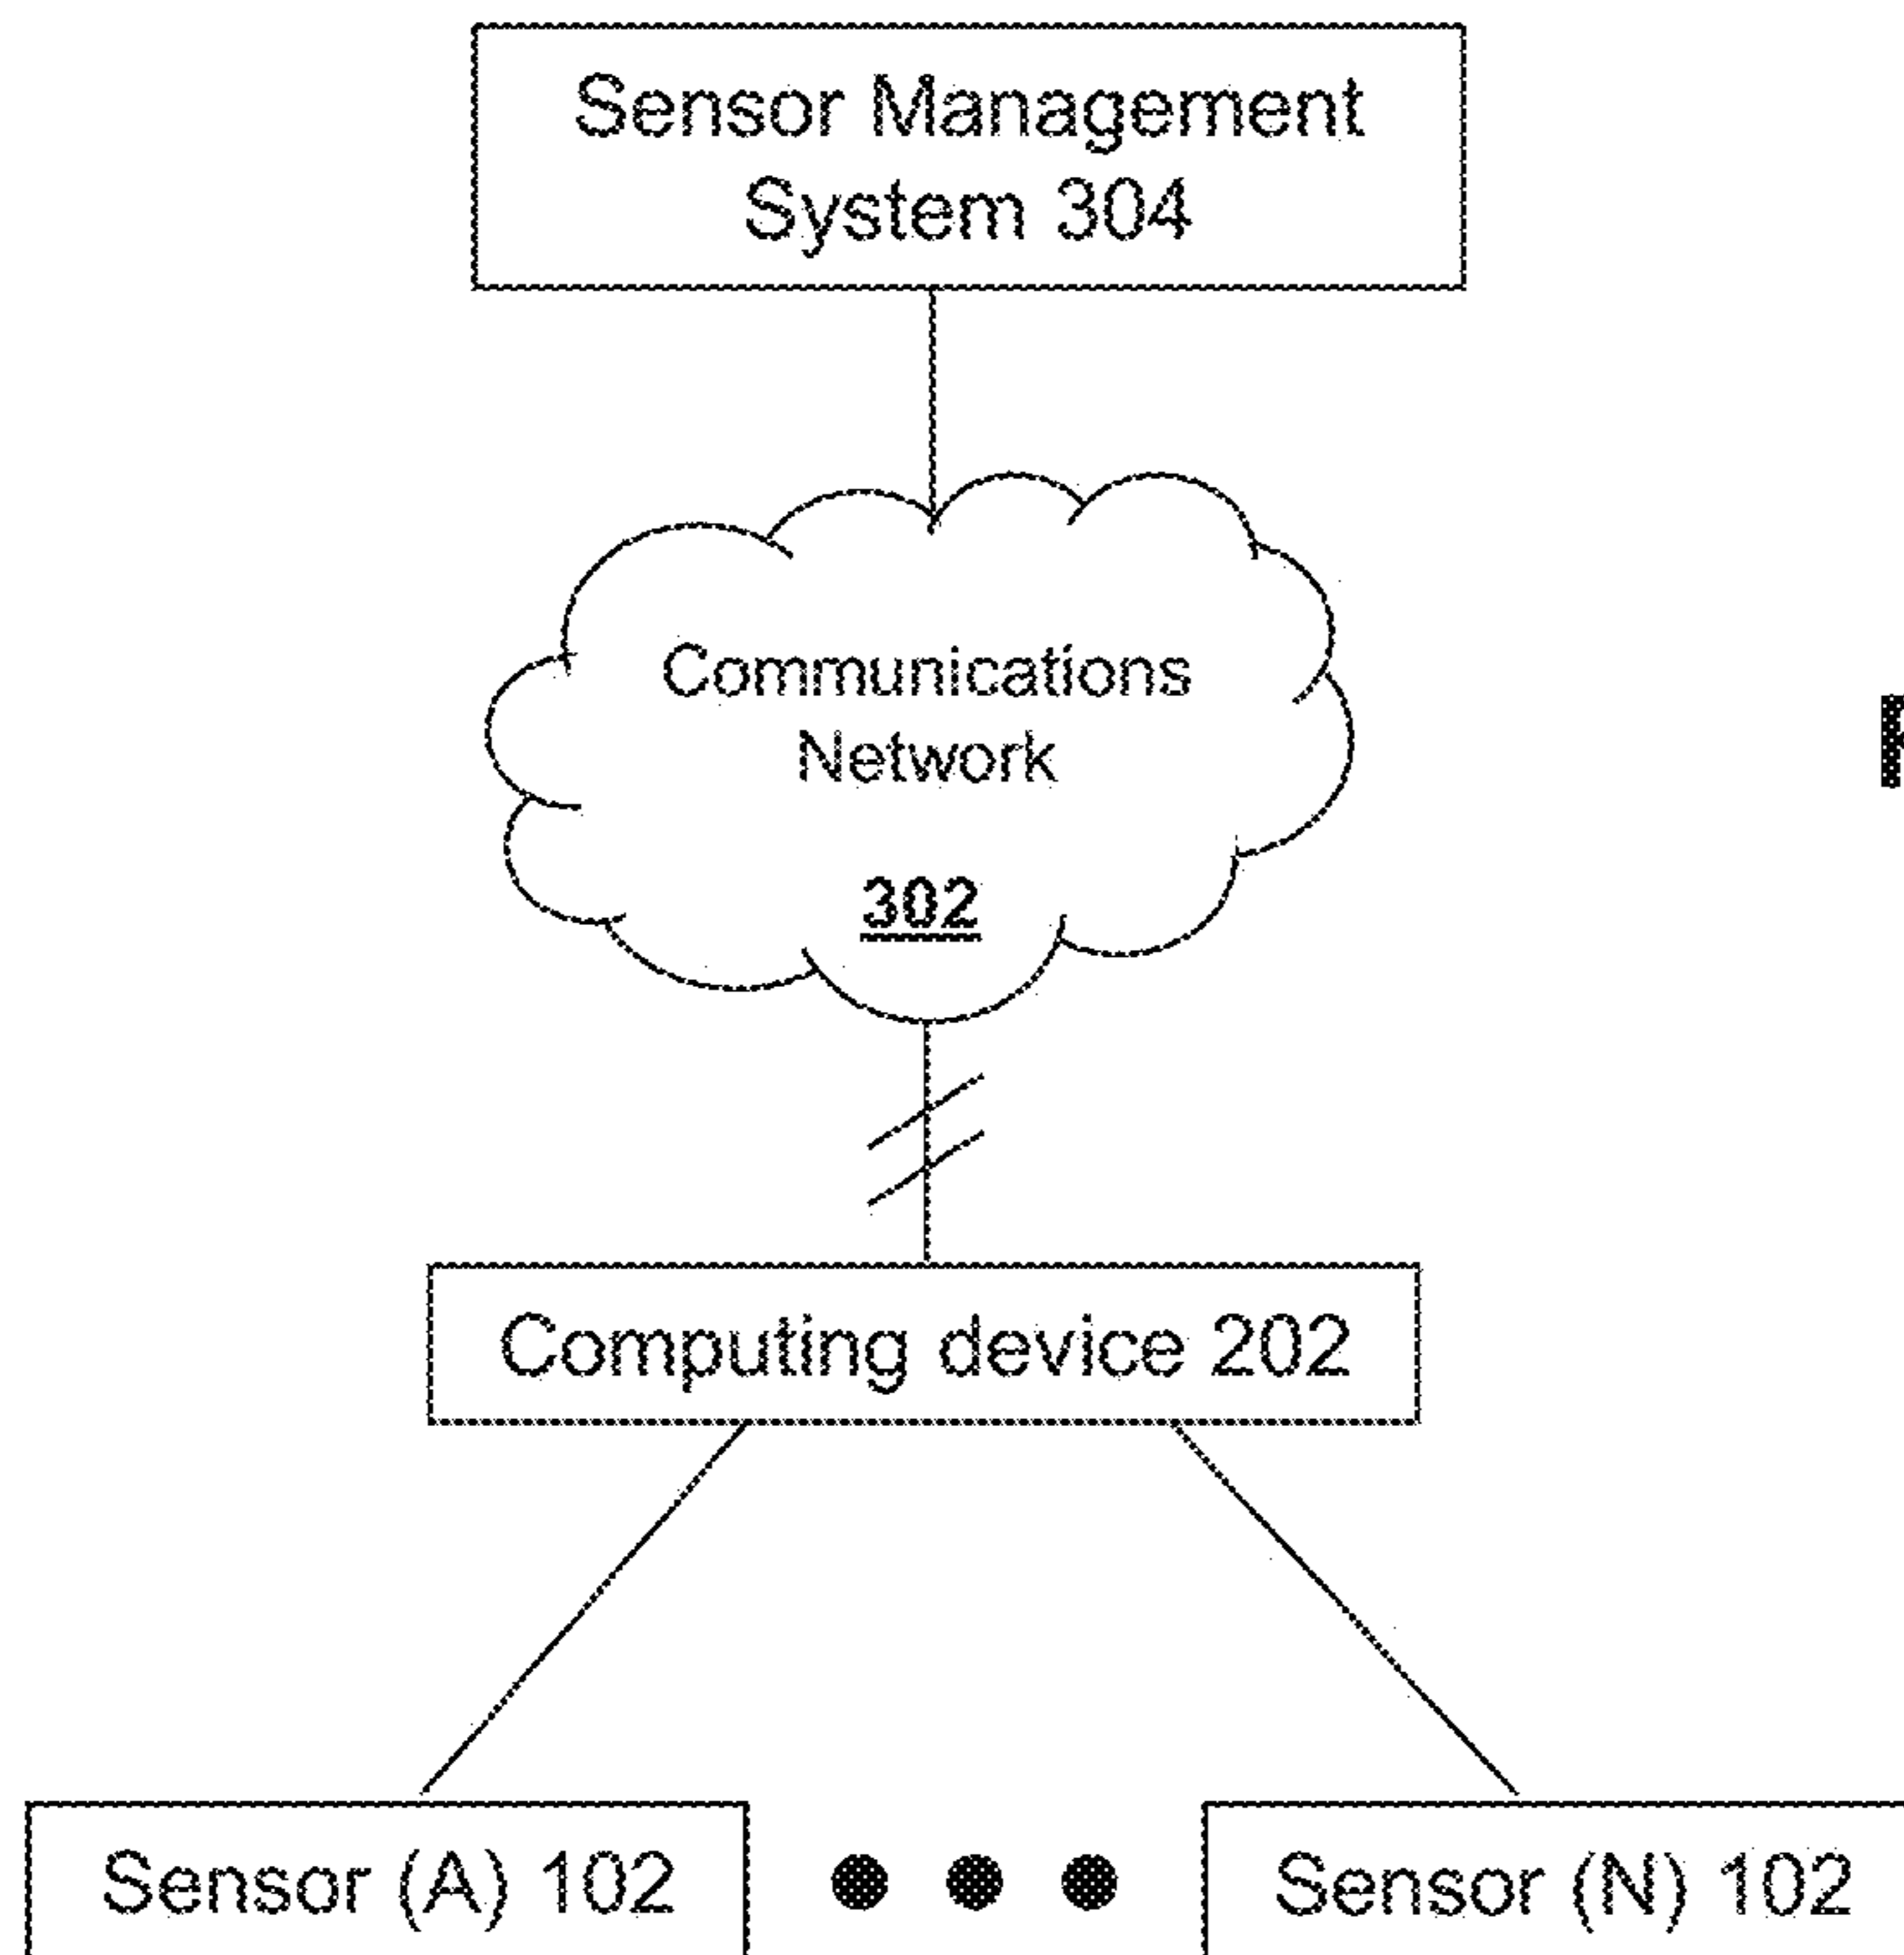 Sensor Management
System 304
Communications
Network
302
Computing device 202
Sensor (A) 102
Sensor (N) 102